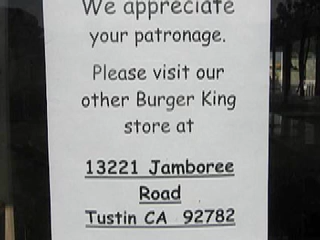 We appreciate
your patronage.
Please visit our
other Burger King
store at
13221 Jamboree
Road
Tustin CA 92782